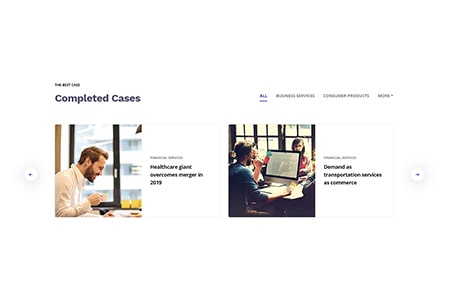 THE BEST CASE
Completed Cases
ALL BUSINESS SERVICES CONSUMER PRODUCTS MORE
FINANCIAL SERVICES
Healthcare giant
overcomes merger in
2019
FINANCIAL SERVICES
Demand as
transportation services
as commerce